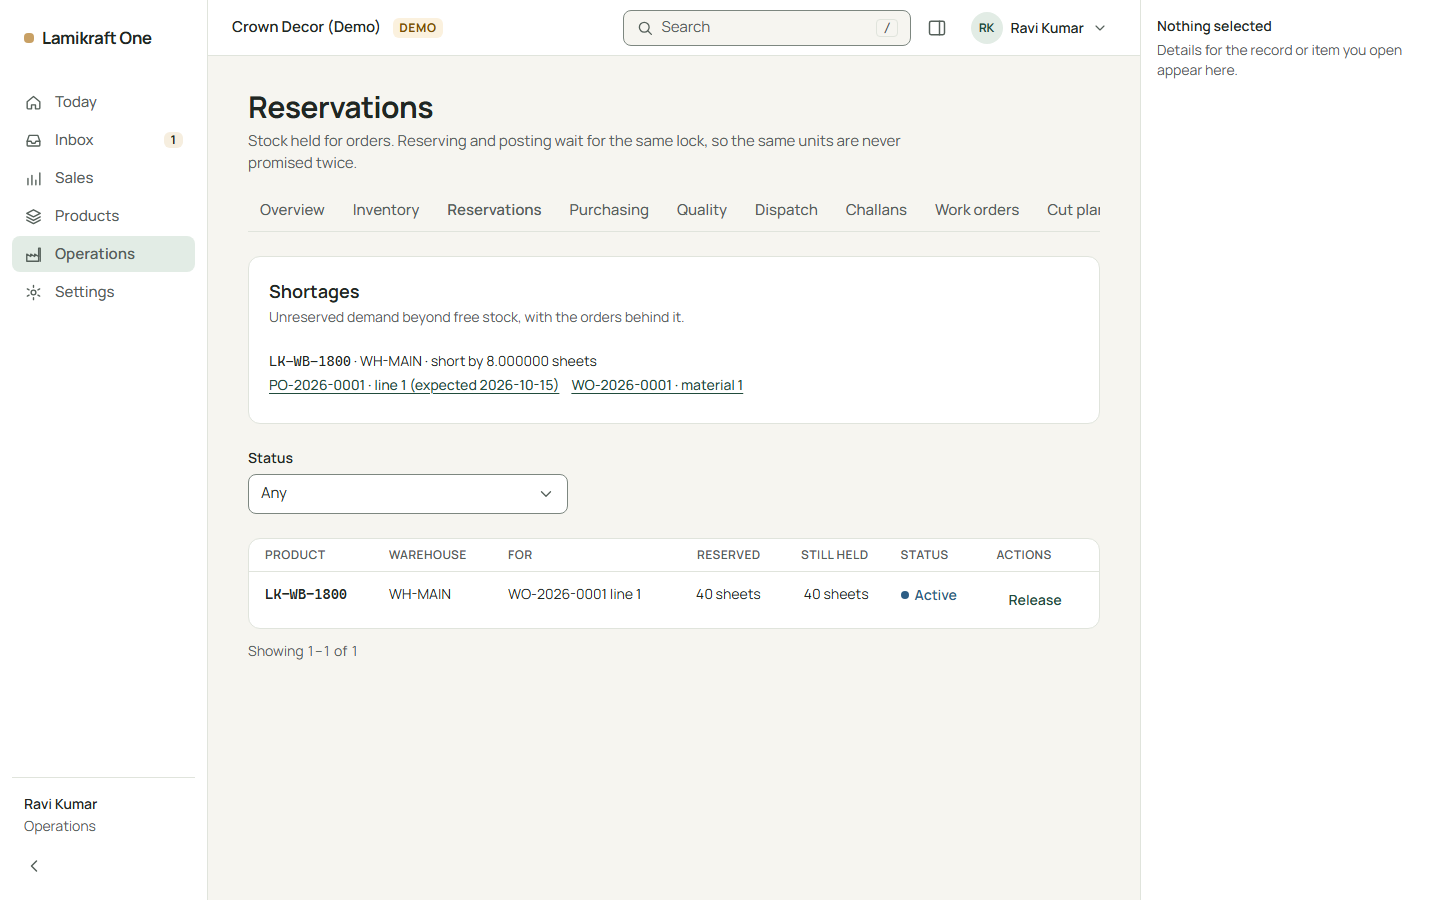 Lamikraft One
Today
Inbox 1
Sales
Products
Operations
Settings
Ravi Kumar
Operations
Crown Decor (Demo) DEMO
Search /
RK Ravi Kumar
Reservations
Stock held for orders. Reserving and posting wait for the same lock, so the same units are never
promised twice.
Overview Inventory Reservations Purchasing Quality Dispatch Challans Work orders Cut plan
Shortages
Unreserved demand beyond free stock, with the orders behind it.
LK-WB-1800 · WH-MAIN · short by 8.000000 sheets
PO-2026-0001 · line 1 (expected 2026-10-15) WO-2026-0001 · material 1
Status
Any
PRODUCT WAREHOUSE FOR RESERVED STILL HELD STATUS ACTIONS
LK-WB-1800 WH-MAIN WO-2026-0001 line 1 40 sheets 40 sheets Active Release
Showing 1–1 of 1
Nothing selected
Details for the record or item you open
appear here.